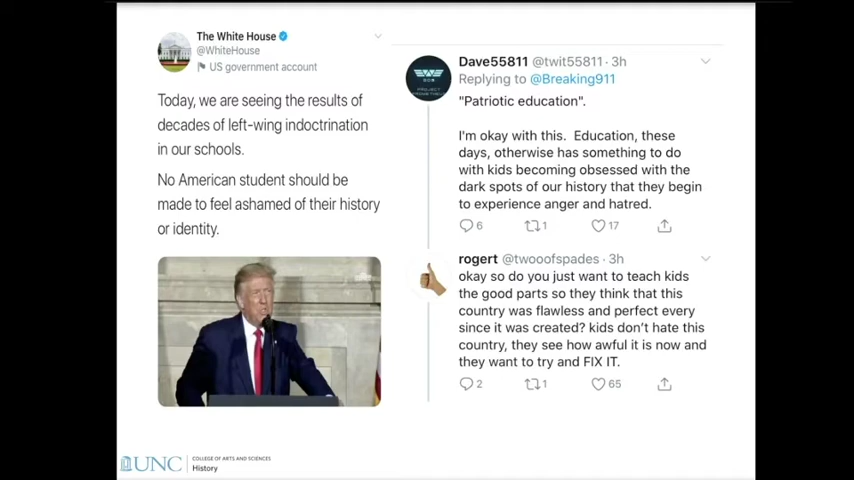 The White House
@WhiteHouse
US government account
Today, we are seeing the results of
decades of left-wing indoctrination
in our schools.
No American student should be
made to feel ashamed of their history
or identity.
Dave55811 @twit55811 · 3h
Replying to @Breaking911
"Patriotic education".
I'm okay with this. Education, these
days, otherwise has something to do
with kids becoming obsessed with the
dark spots of our history that they begin
to experience anger and hatred.
6 1 17
rogert @twooofspades · 3h
okay so do you just want to teach kids
the good parts so they think that this
country was flawless and perfect every
since it was created? kids don't hate this
country, they see how awful it is now and
they want to try and FIX IT.
2 1 65
UNC
COLLEGE OF ARTS AND SCIENCES
History